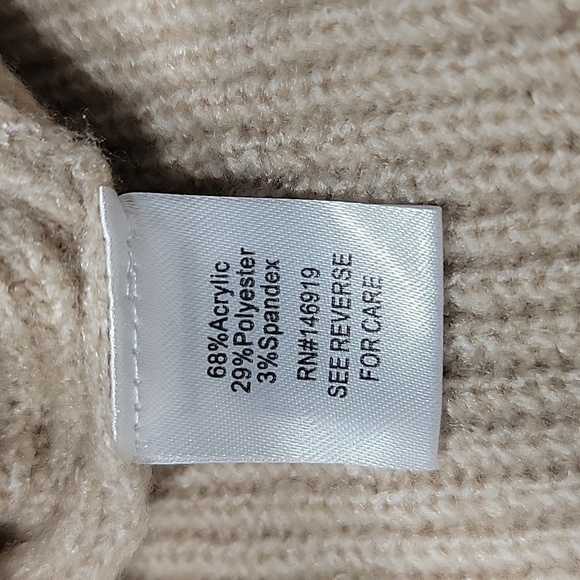 68%Acrylic
29%Polyester
3%Spandex
RN#146919
SEE REVERSE
FOR CARE